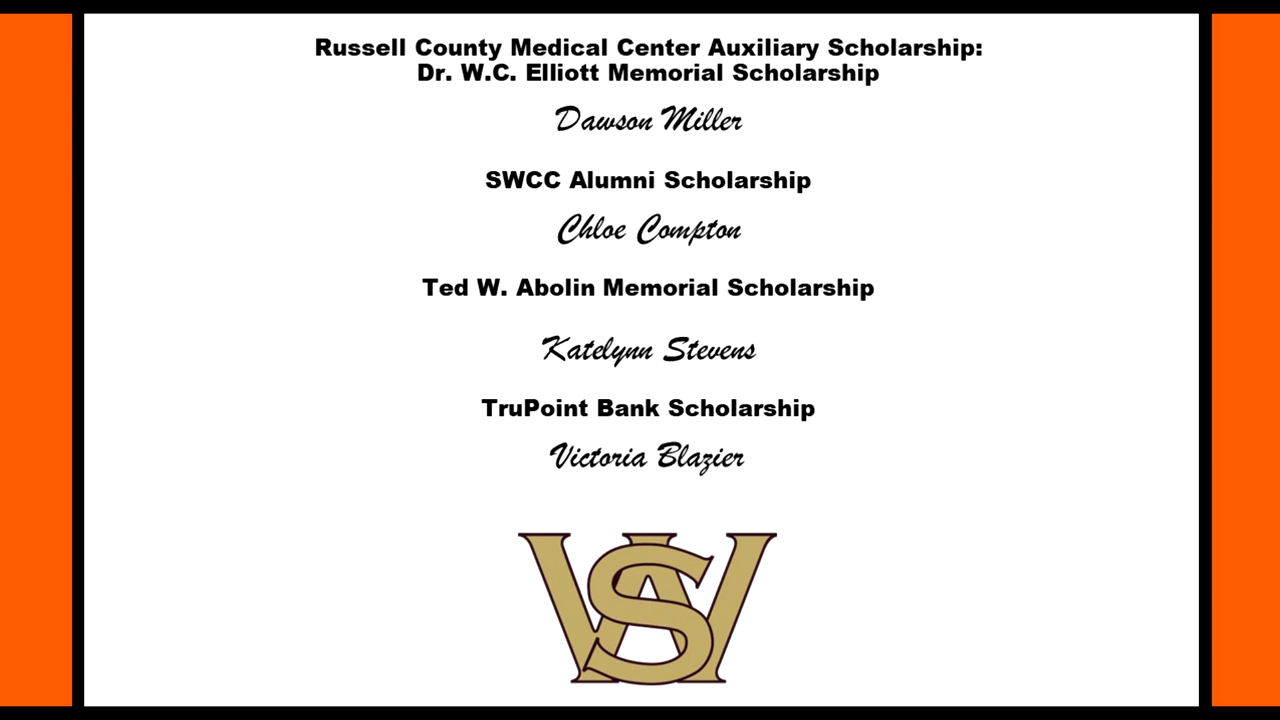 Russell County Medical Center Auxiliary Scholarship:
Dr. W.C. Elliott Memorial Scholarship
Dawson Miller
SWCC Alumni Scholarship
Chloe Compton
Ted W. Abolin Memorial Scholarship
Katelynn Stevens
TruPoint Bank Scholarship
Victoria Blazier
SW